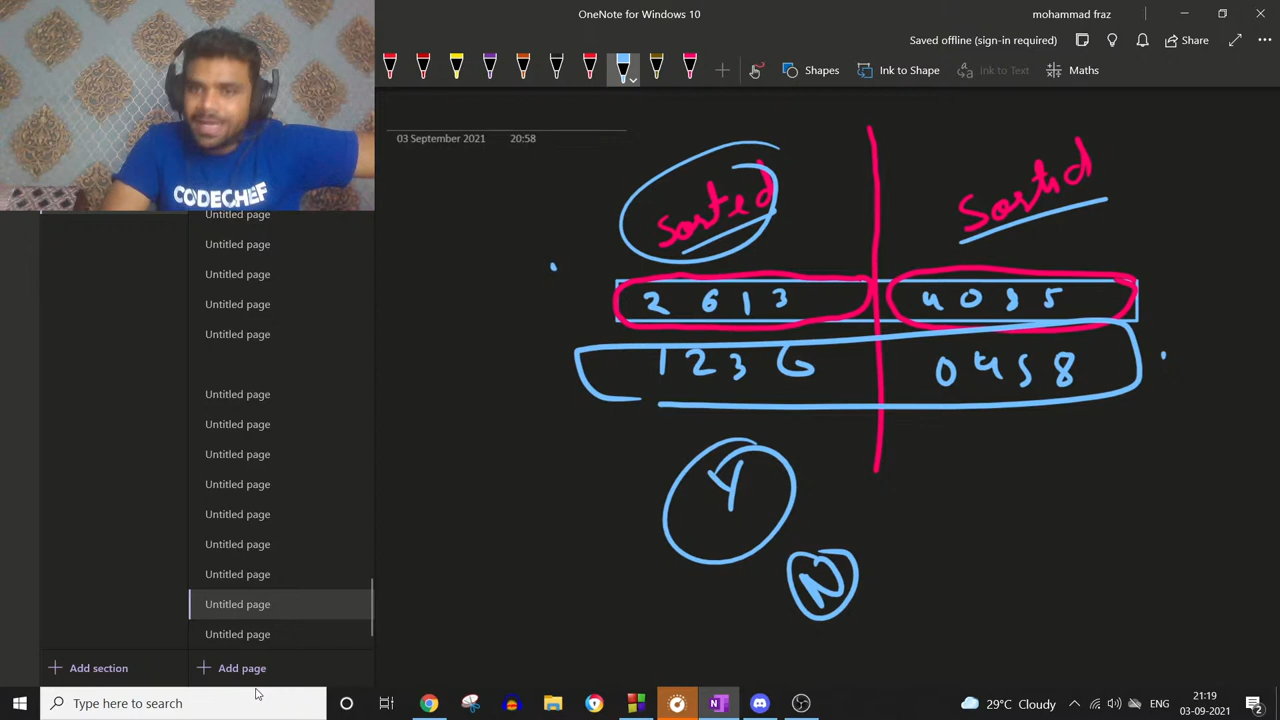 OneNote for Windows 10
mohammad fraz
Saved offline (sign-in required)
Share
Shapes
Ink to Shape
Ink to Text
Maths
03 September 2021
20:58
CODECHEF
Sorted
Sorted
2 6 1 3
4 0 8 5
1 2 3 6
0 4 5 8
Y
N
Untitled page
Untitled page
Untitled page
Untitled page
Untitled page
Untitled page
Untitled page
Untitled page
Untitled page
Untitled page
Untitled page
Untitled page
Untitled page
Untitled page
Add section
Add page
Type here to search
29°C Cloudy
ENG
21:19
03-09-2021
2